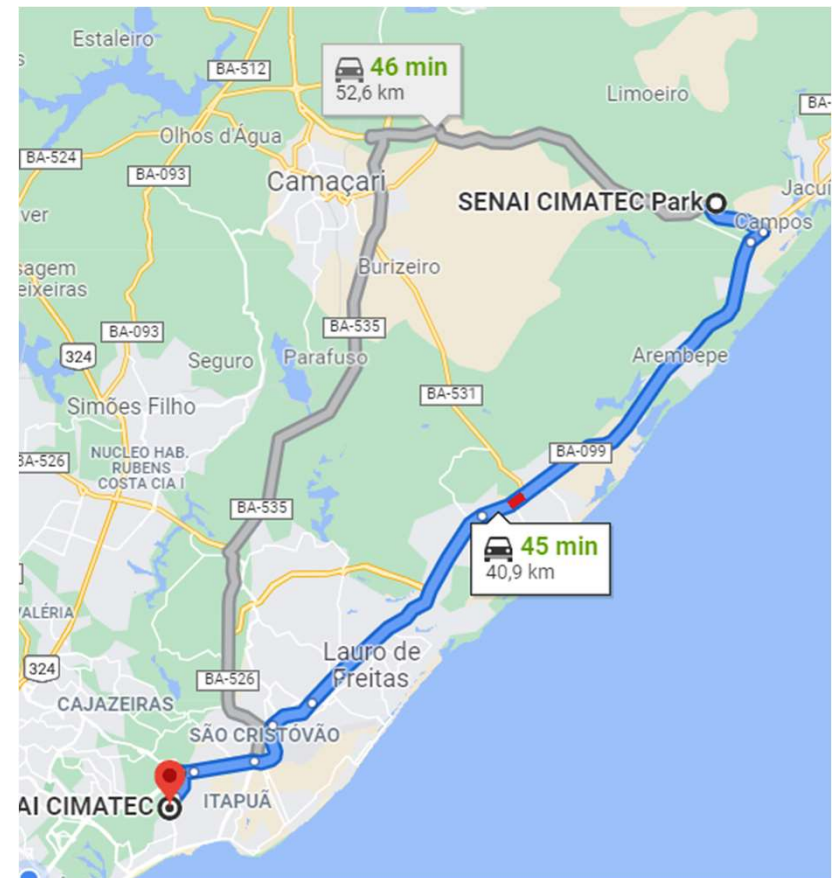 Estaleiro
BA-512
46 min
52,6 km
Limoeiro
BA-
Olhos d'Água
BA-524
BA-093
Camaçari
SENAI CIMATEC Park
Jacuí
Campos
ver
Burizeiro
sagem
eixeiras
BA-093
BA-535
324
Seguro
Parafuso
Arembepe
Simões Filho
BA-531
NUCLEO HAB.
RUBENS
COSTA CIA I
BA-526
BA-099
BA-535
45 min
40,9 km
VALÉRIA
324
Lauro de
Freitas
BA-526
CAJAZEIRAS
SÃO CRISTÓVÃO
AI CIMATEC
ITAPUÃ